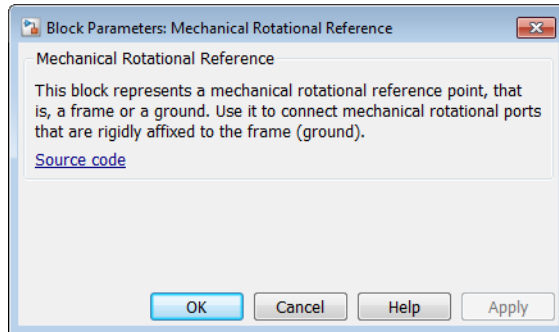 Block Parameters: Mechanical Rotational Reference
Mechanical Rotational Reference
This block represents a mechanical rotational reference point, that
is, a frame or a ground. Use it to connect mechanical rotational ports
that are rigidly affixed to the frame (ground).
Source code
OK Cancel Help Apply